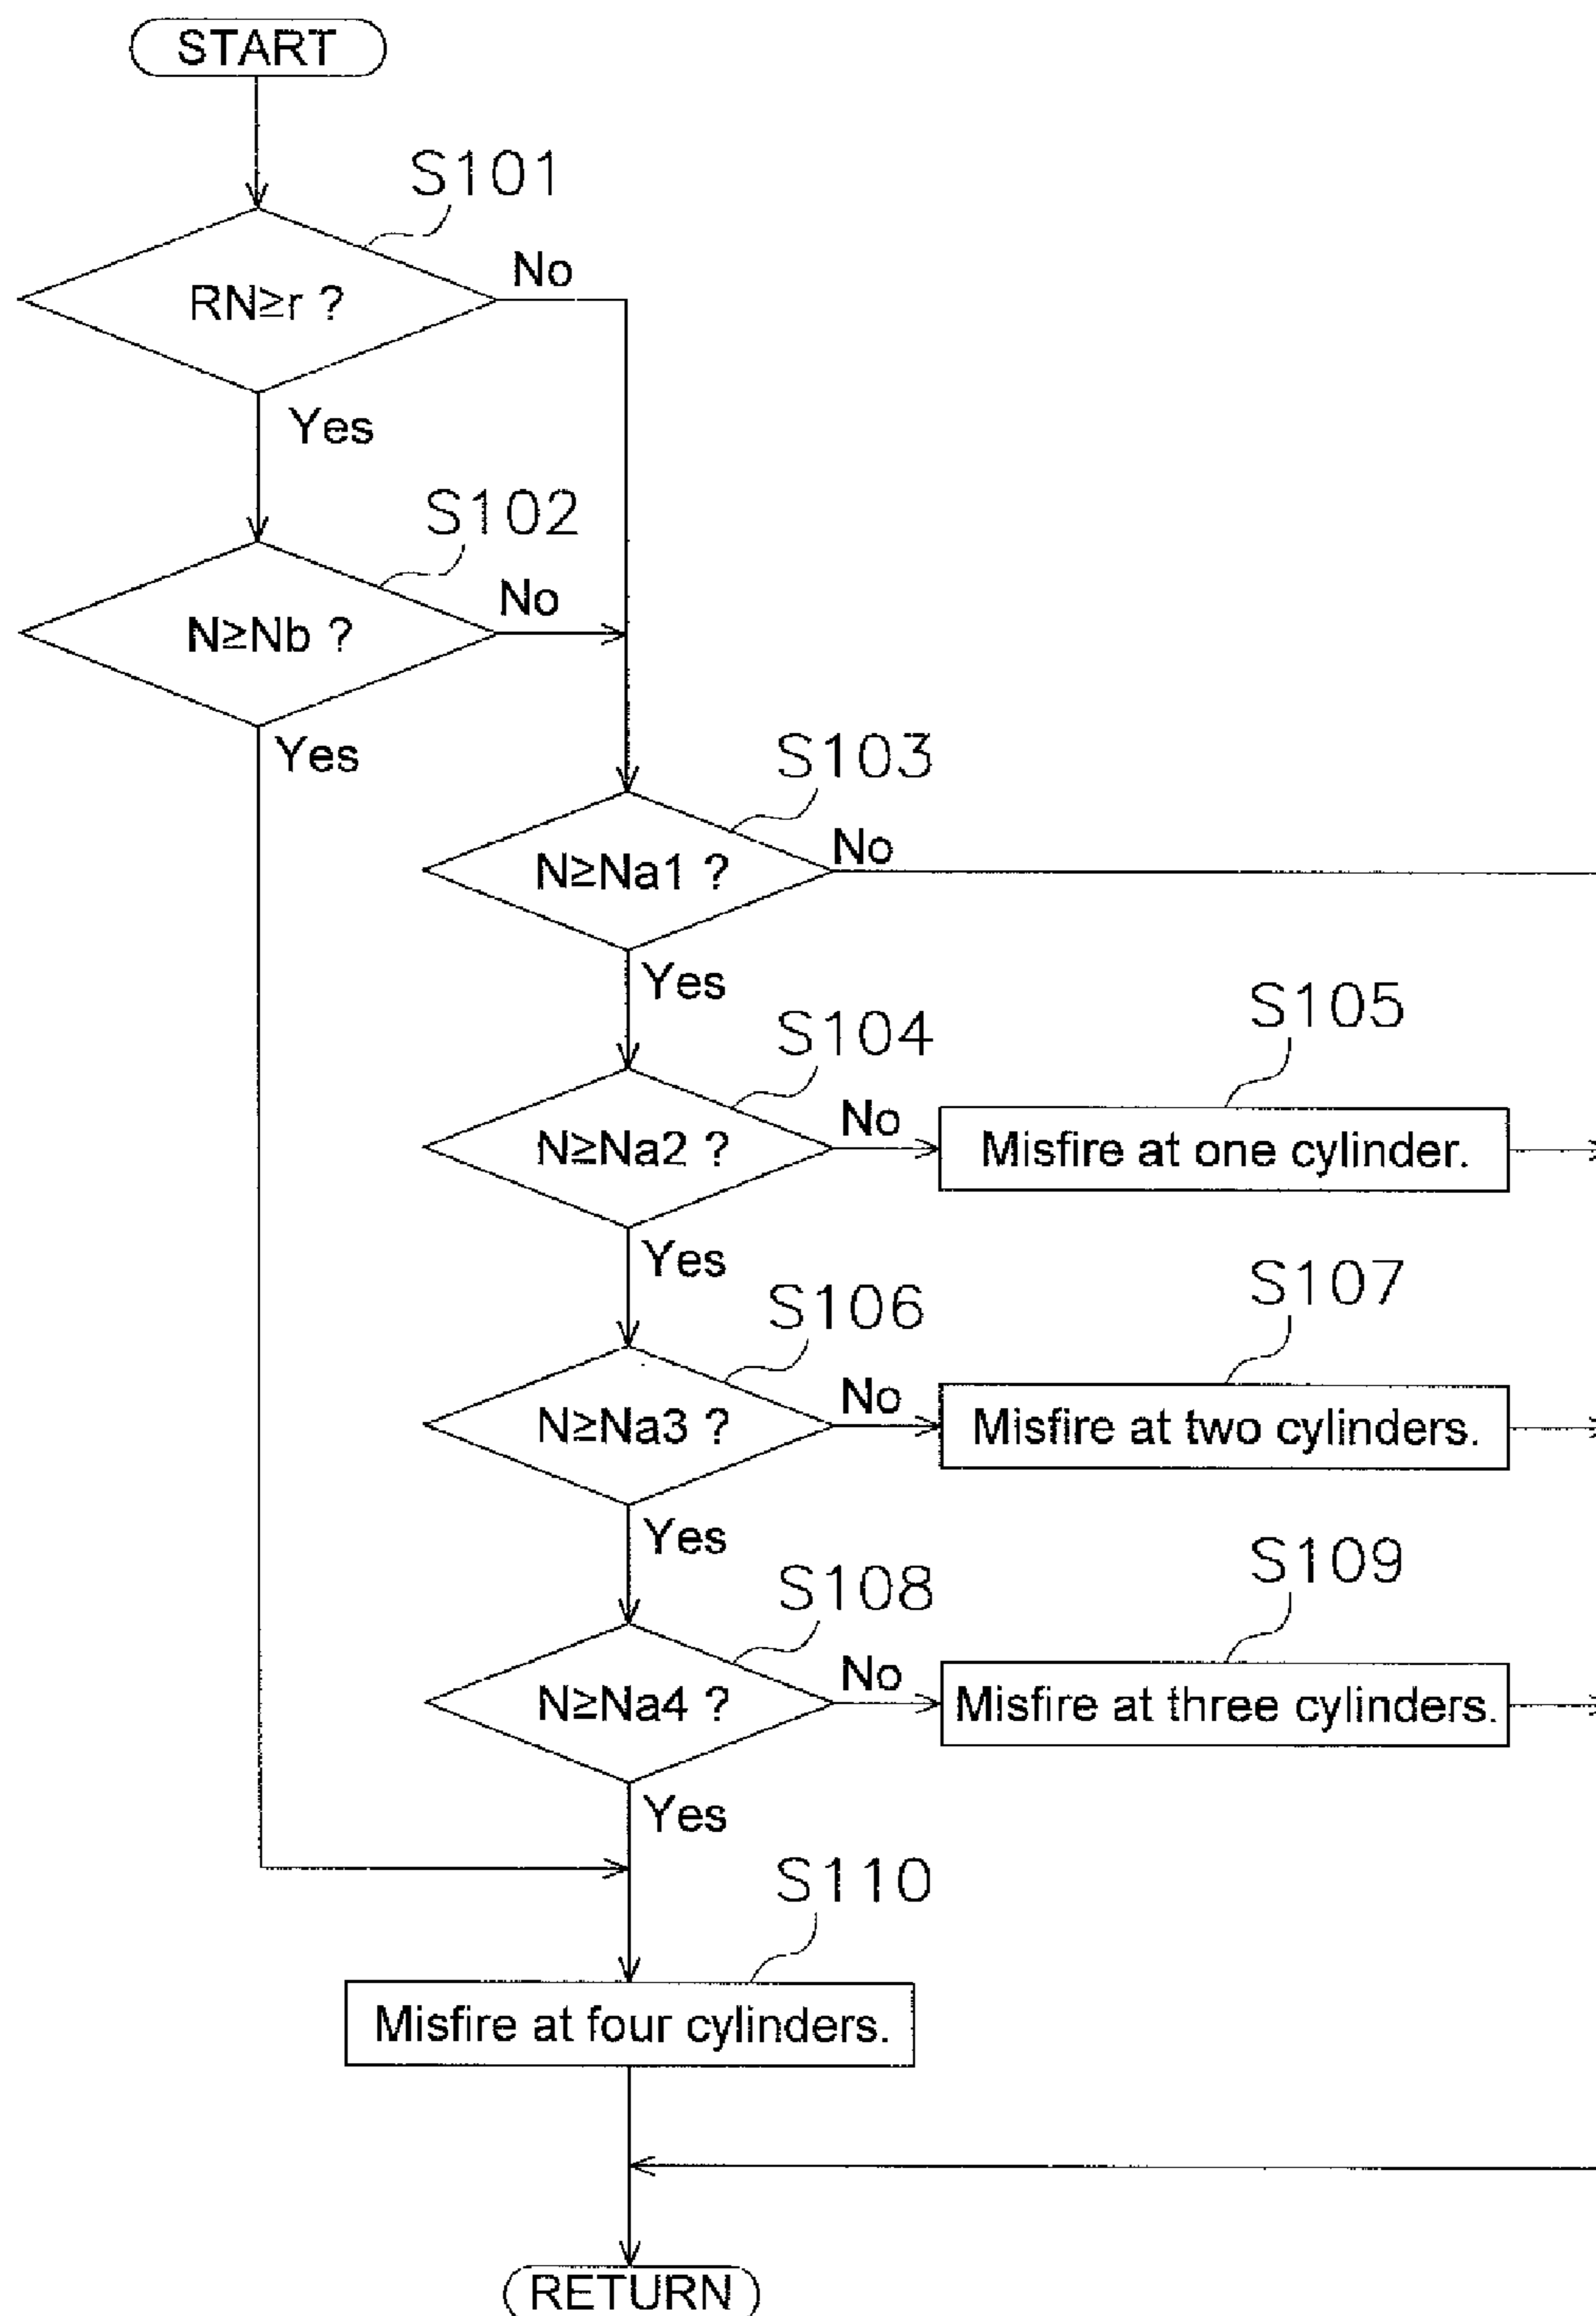 START
S101
RN≥r ?
No
Yes
S102
N≥Nb ?
No
Yes
S103
N≥Na1 ?
No
Yes
S104
N≥Na2 ?
No
S105
Misfire at one cylinder.
Yes
S106
N≥Na3 ?
No
S107
Misfire at two cylinders.
Yes
S108
N≥Na4 ?
No
S109
Misfire at three cylinders.
Yes
S110
Misfire at four cylinders.
RETURN